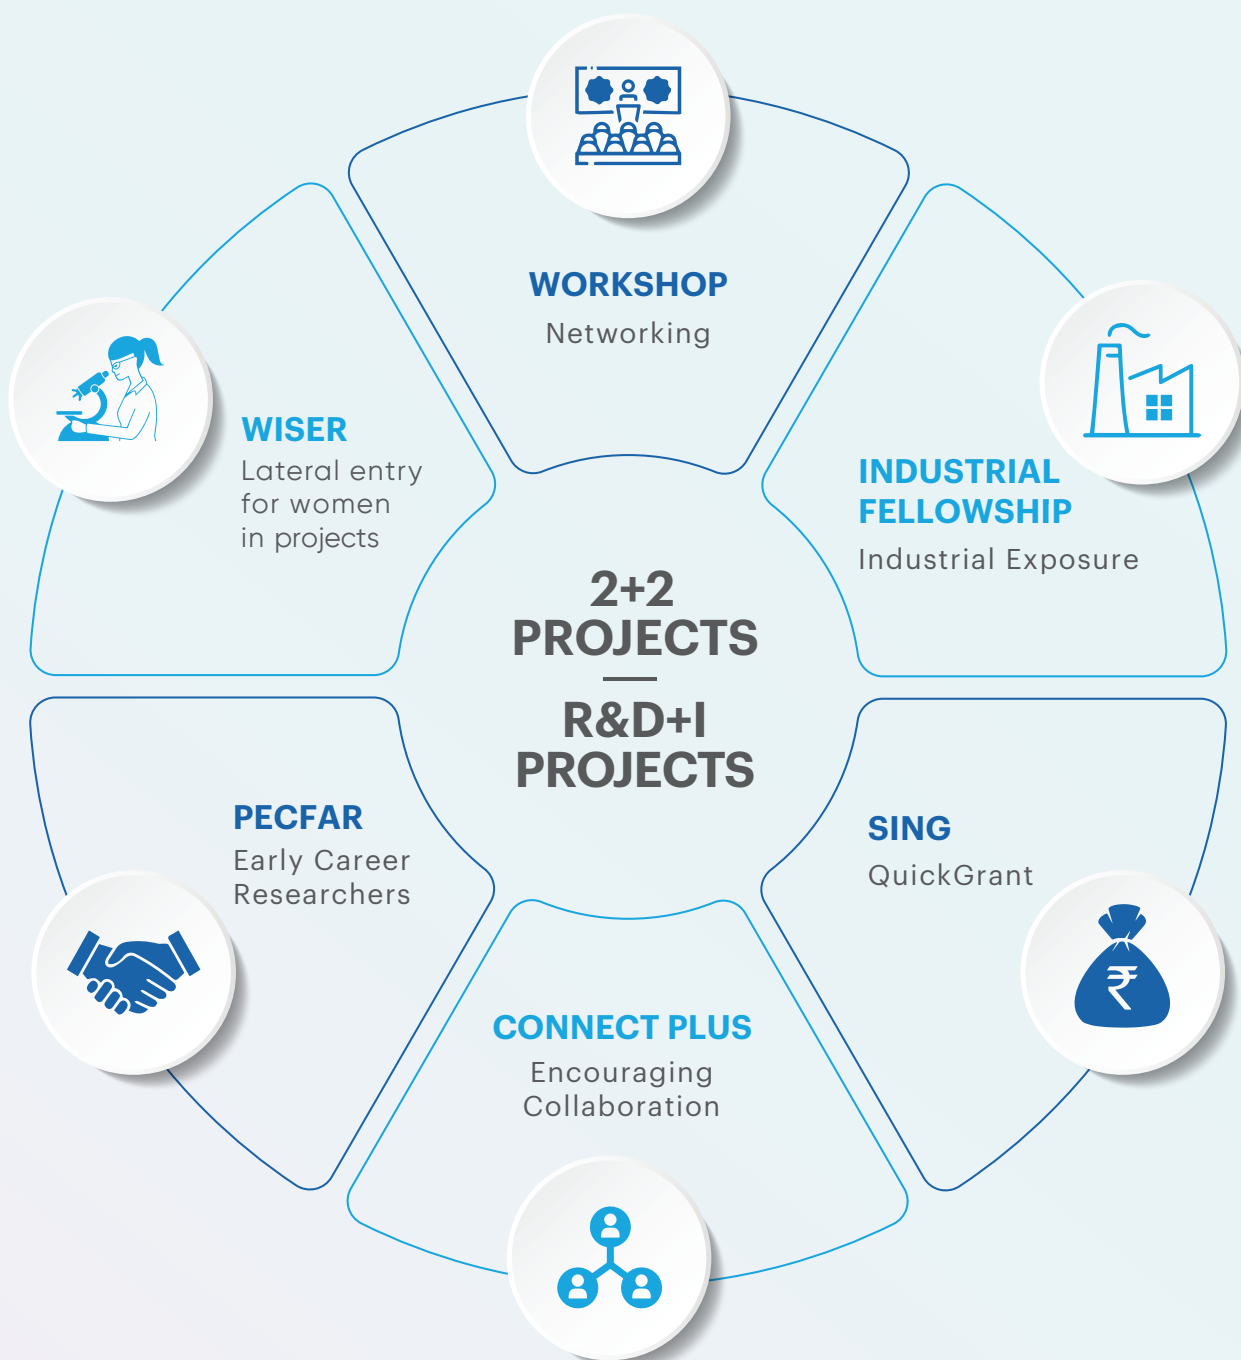 WORKSHOP
Networking
INDUSTRIAL
FELLOWSHIP
Industrial Exposure
SING
QuickGrant
₹
CONNECT PLUS
Encouraging
Collaboration
PECFAR
Early Career
Researchers
WISER
Lateral entry
for women
in projects
2+2
PROJECTS
R&D+I
PROJECTS